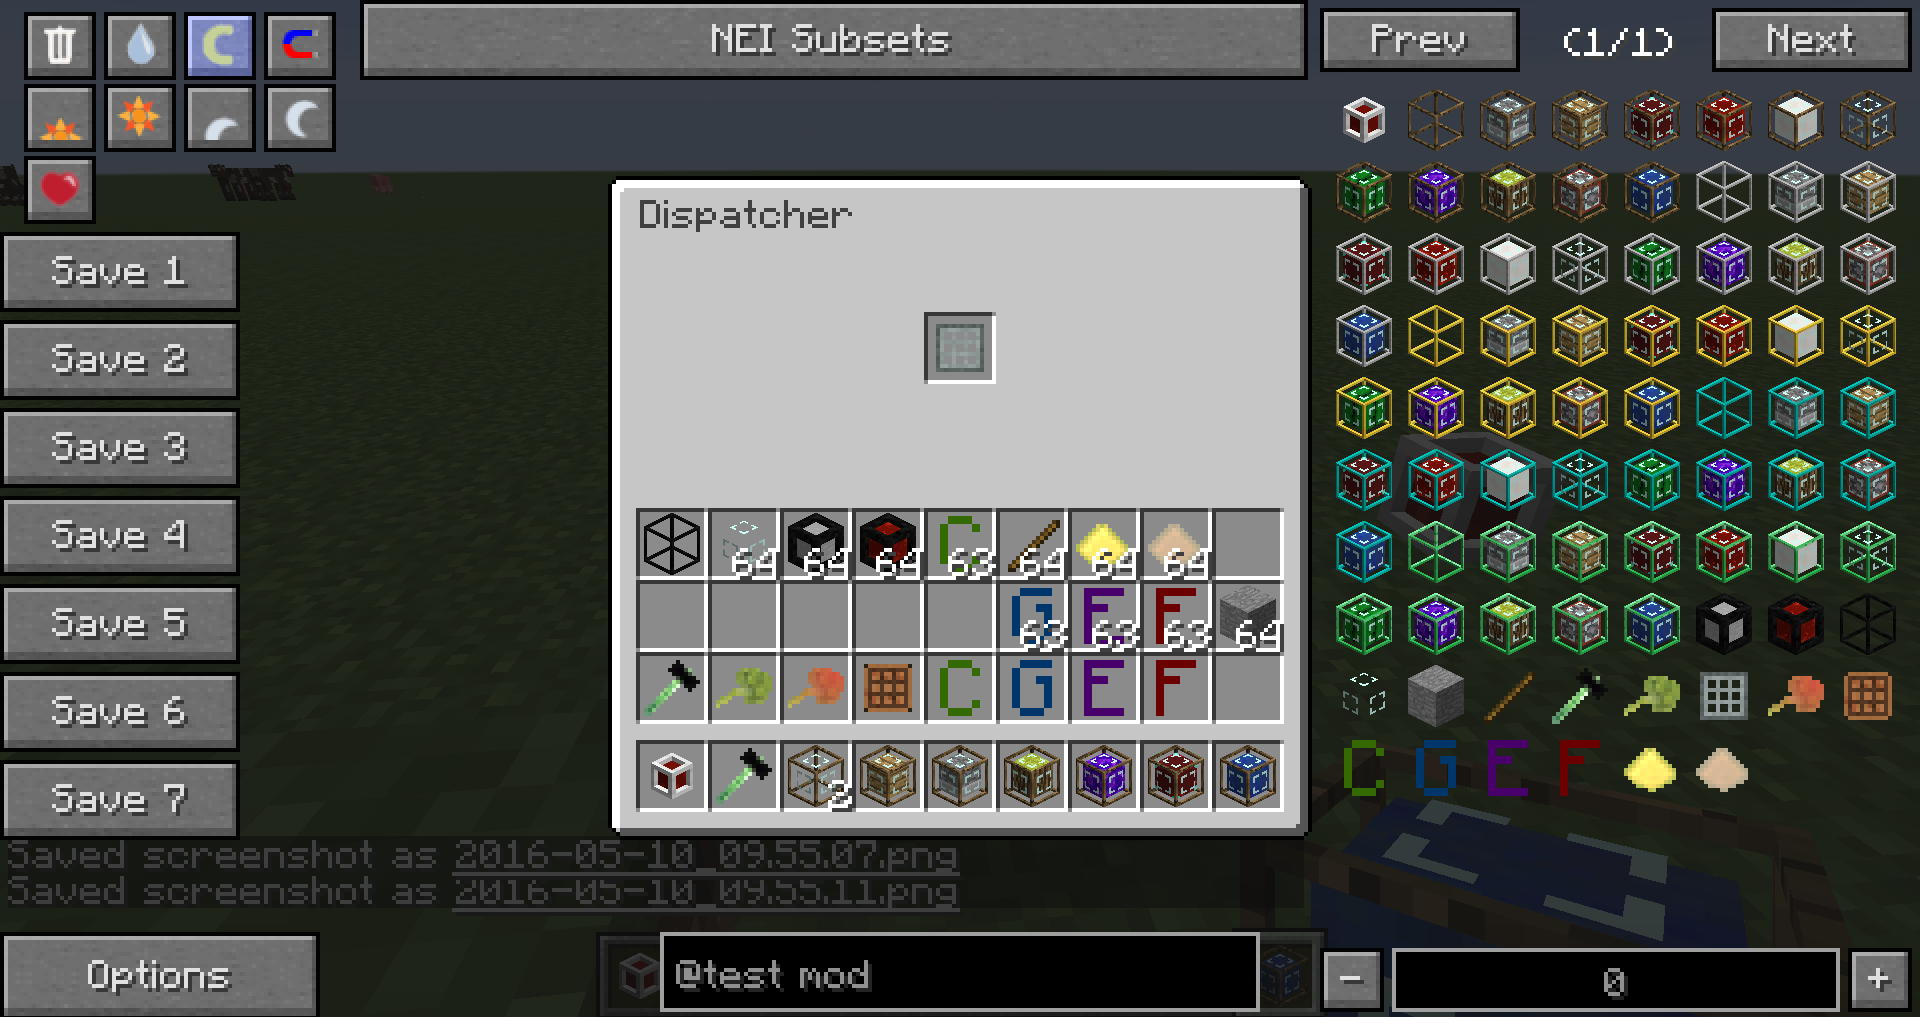 NEI Subsets
Prev
(1/1)
Next
Dispatcher
Save 1
Save 2
Save 3
Save 4
Save 5
Save 6
Save 7
64
64
64
C
63
64
64
64
G
63
E
63
F
63
64
C
G
E
F
C
G
E
F
Saved screenshot as 2016-05-10_09.55.07.png
Saved screenshot as 2016-05-10_09.55.11.png
Options
@test mod
-
0
+